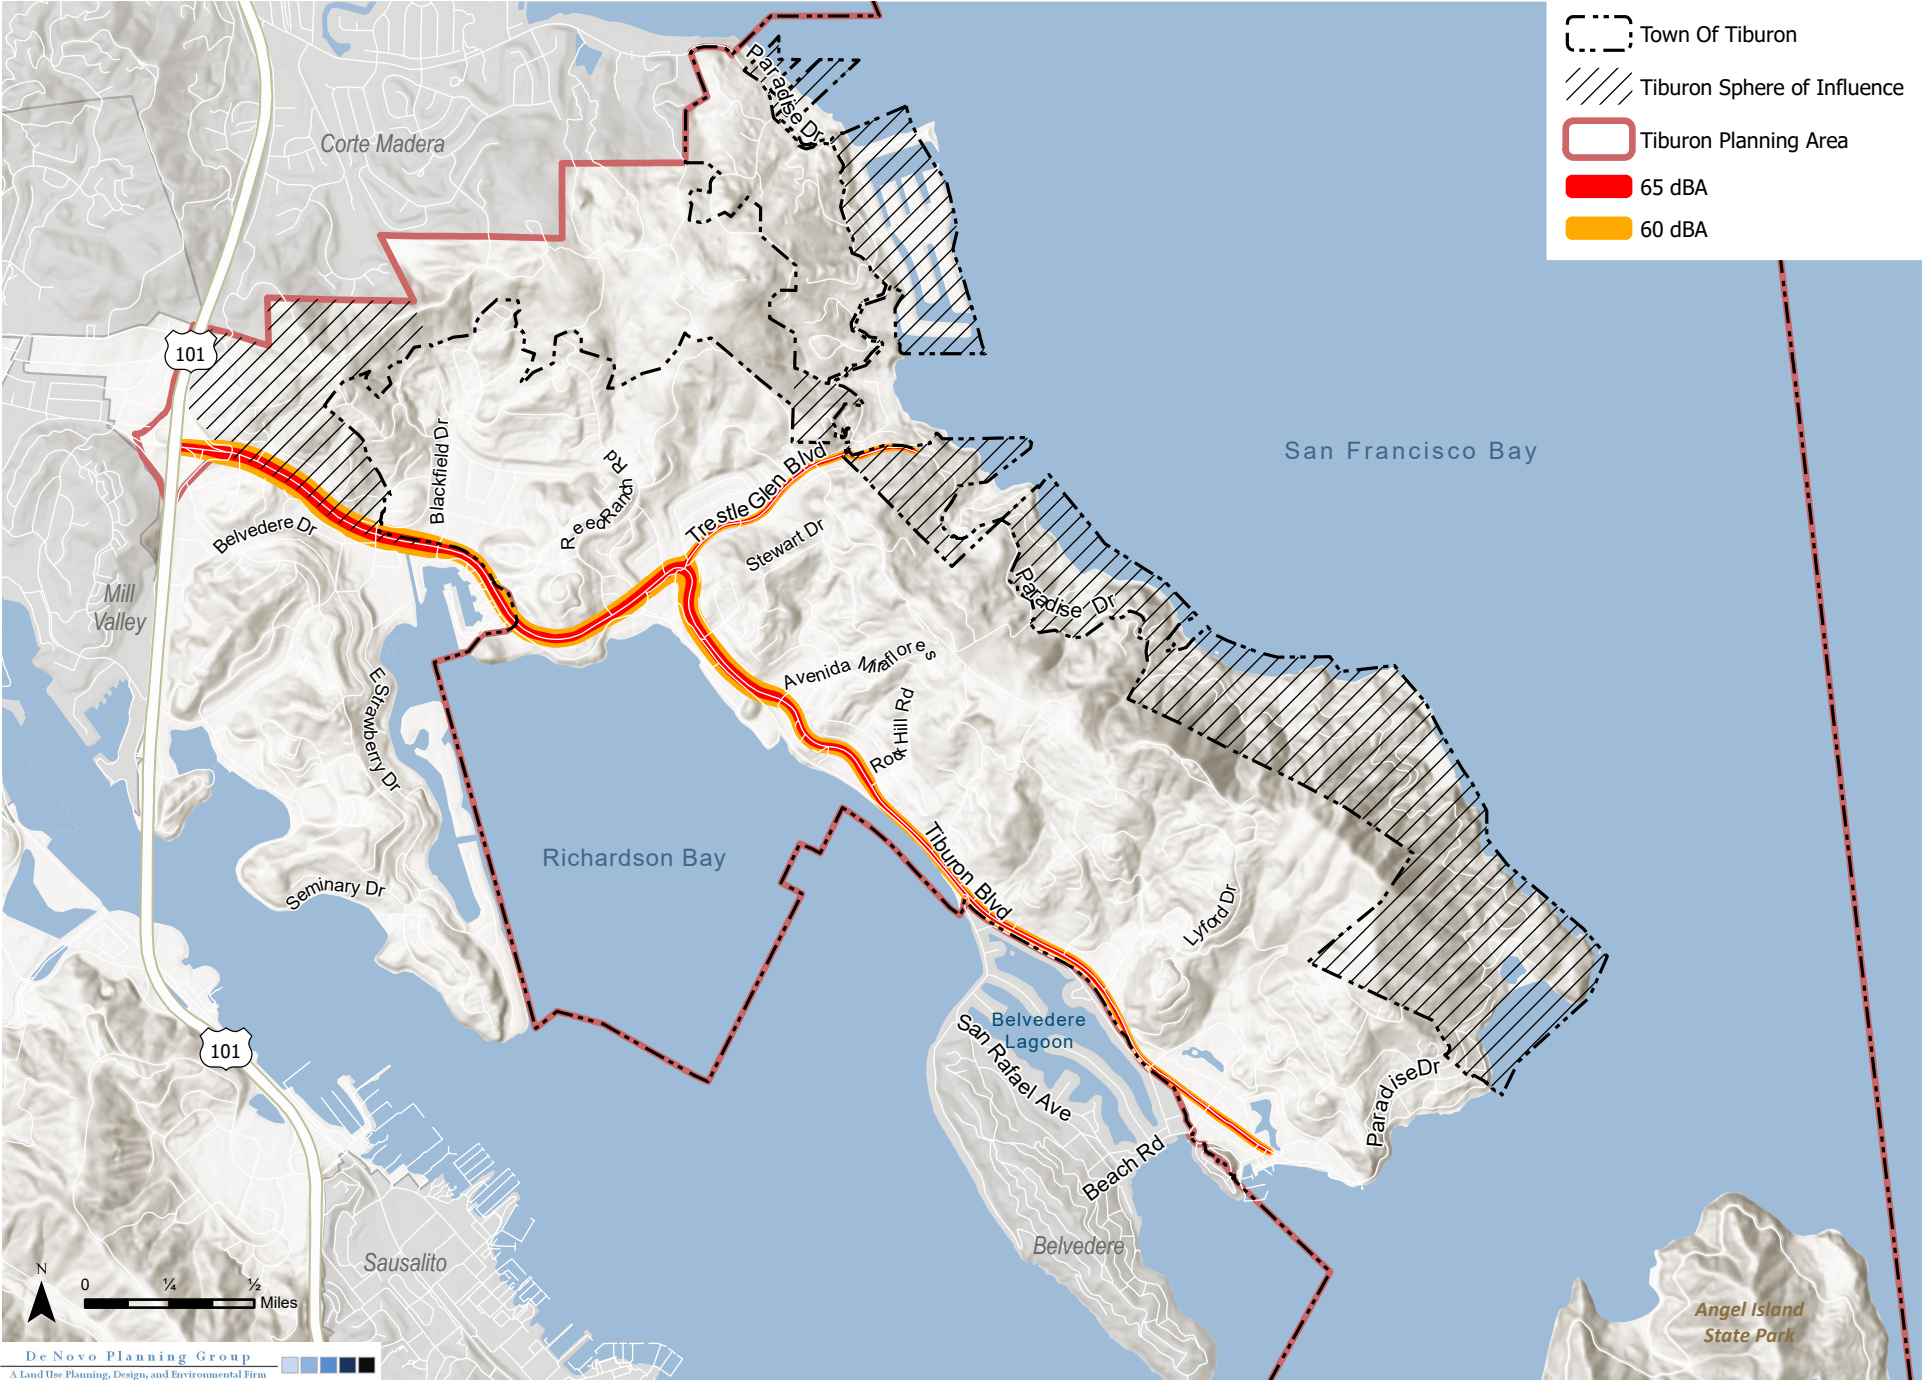 Town Of Tiburon
Tiburon Sphere of Influence
Tiburon Planning Area
65 dBA
60 dBA
Paradise Dr
Corte Madera
101
San Francisco Bay
Blackfield Dr
Reed Ranch Rd
Trestle Glen Blvd
Stewart Dr
Belvedere Dr
Mill
Valley
Paradise Dr
Avenida Miraflores
E Strawberry Dr
Rock Hill Rd
Richardson Bay
Tiburon Blvd
Seminary Dr
Lyford Dr
Belvedere
Lagoon
San Rafael Ave
101
Paradise Dr
Beach Rd
Belvedere
Sausalito
N
0 ¼ ½
Miles
Angel Island
State Park
De Novo Planning Group
A Land Use Planning, Design, and Environmental Firm